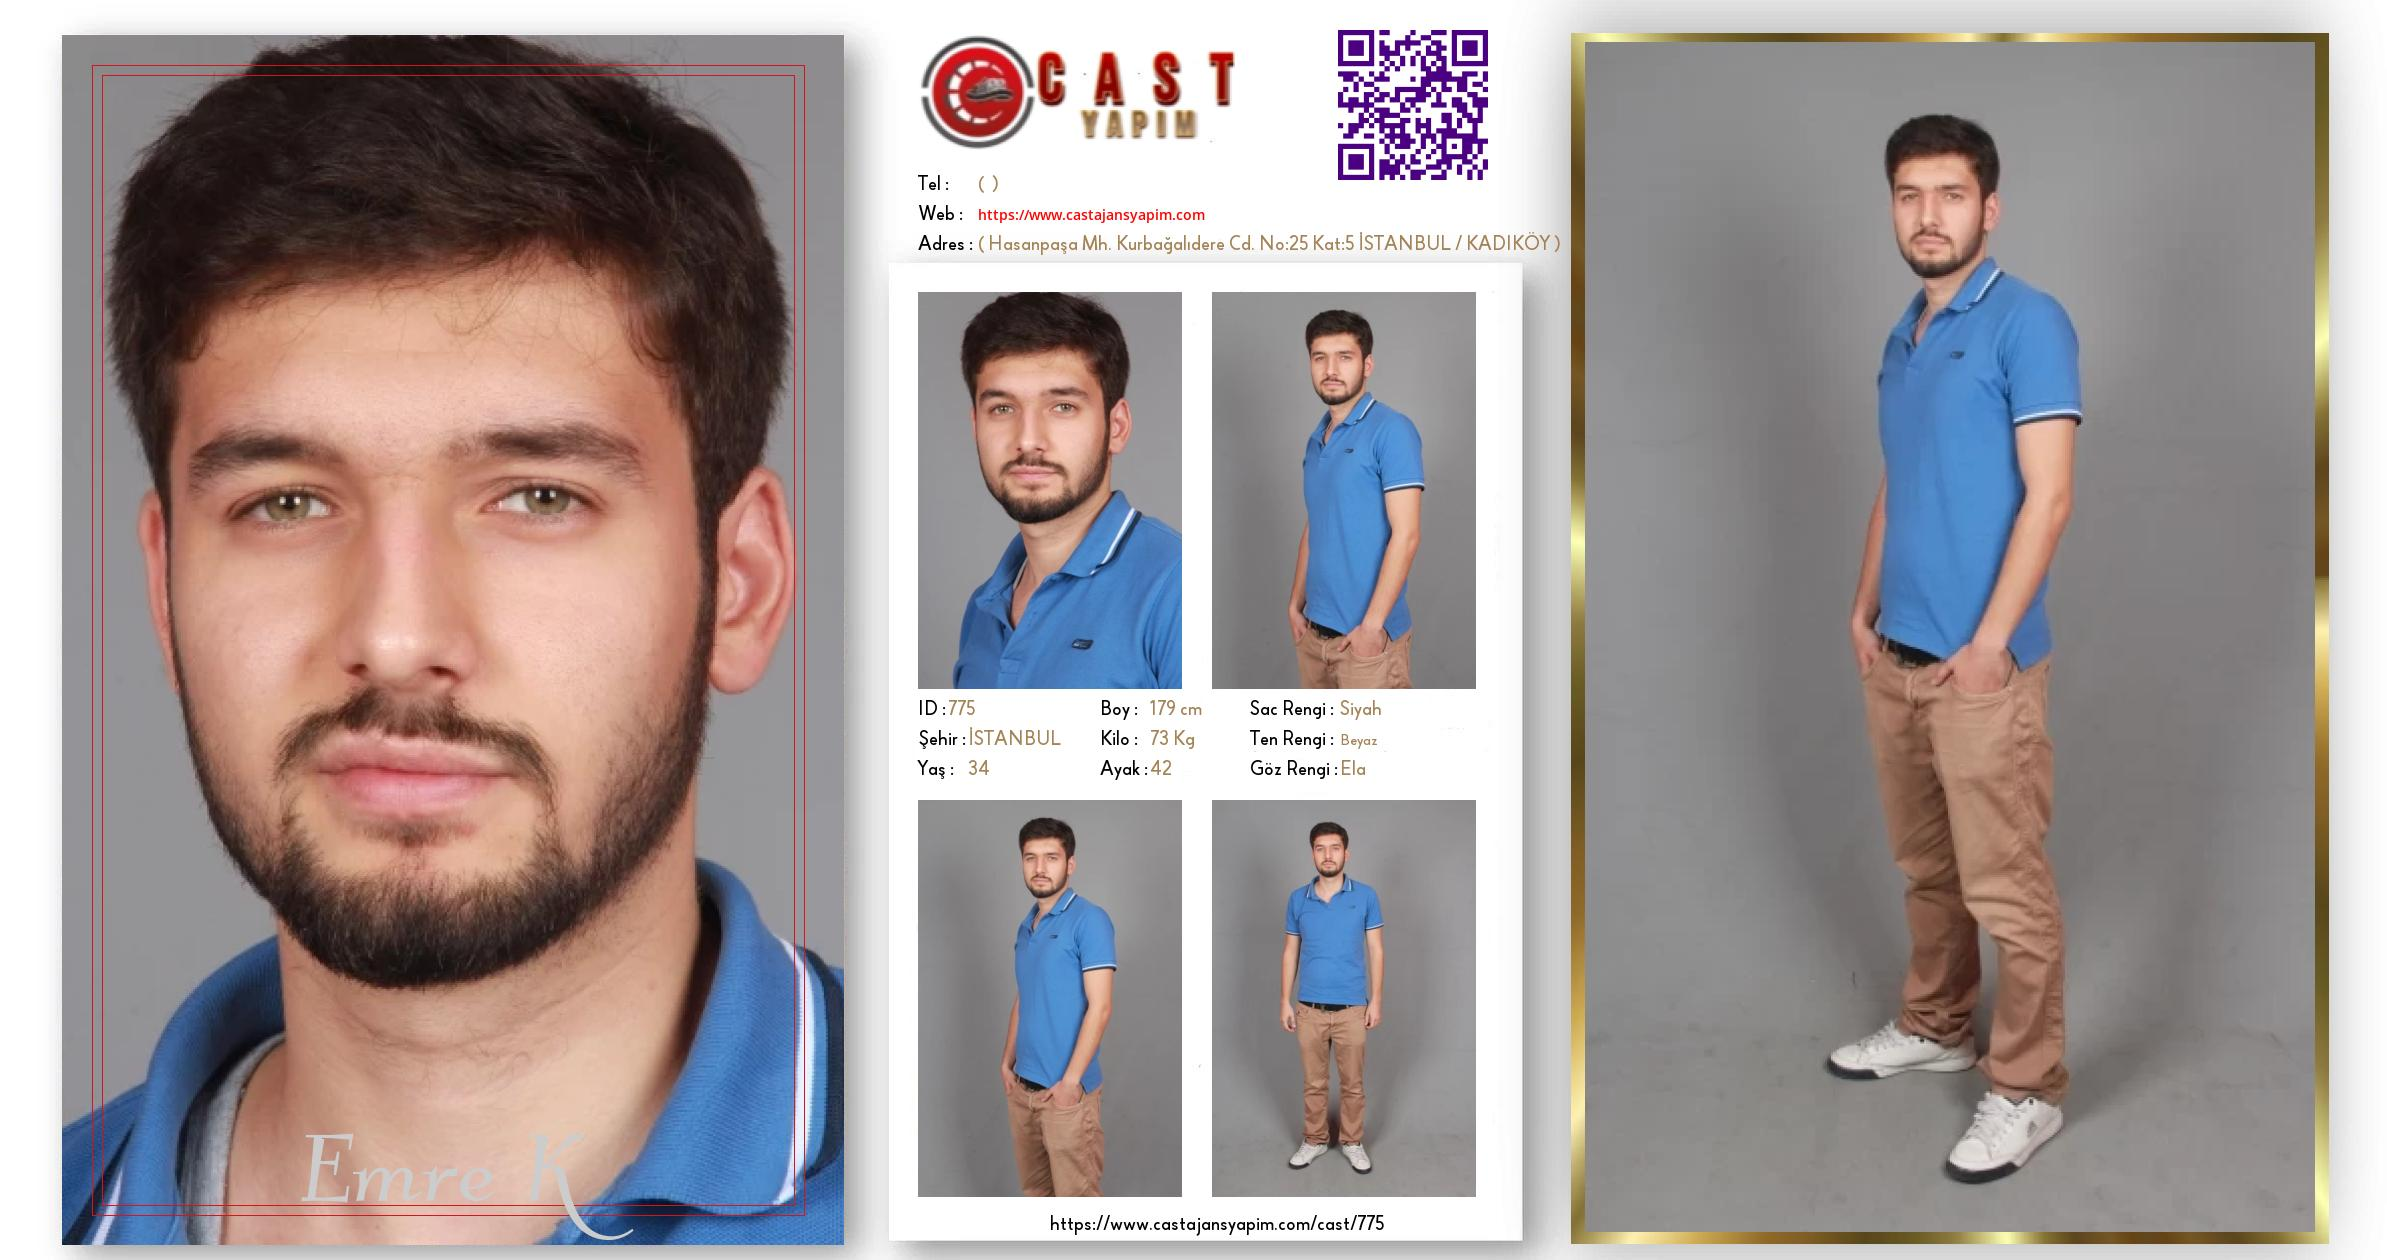 Emre K
CAST
YAPIM
Tel : ( )
Web : https://www.castajansyapim.com
Adres : ( Hasanpaşa Mh. Kurbağalıdere Cd. No:25 Kat:5 İSTANBUL / KADIKÖY )
ID : 775 Boy : 179 cm Sac Rengi : Siyah
Şehir : İSTANBUL Kilo : 73 Kg Ten Rengi : Beyaz
Yaş : 34 Ayak : 42 Göz Rengi : Ela
https://www.castajansyapim.com/cast/775